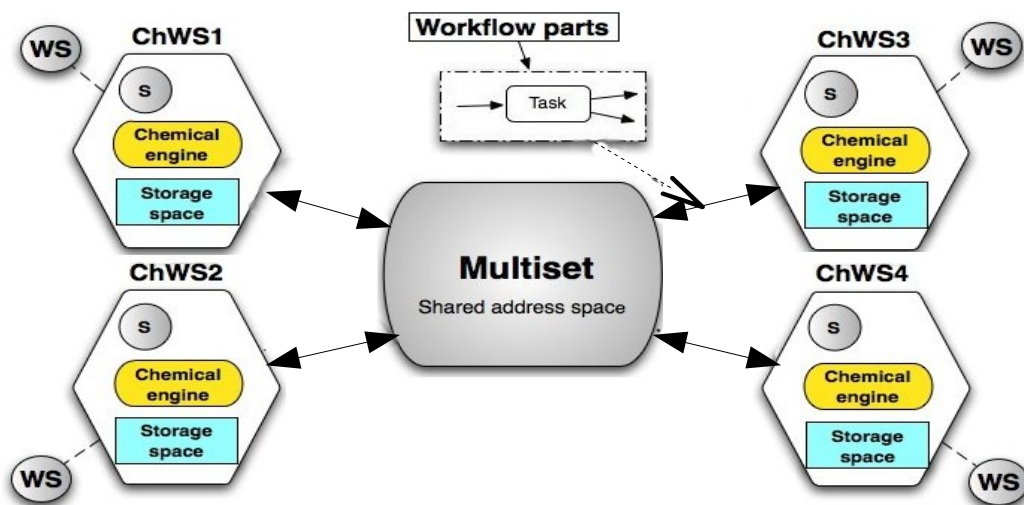 Workflow parts
Task
WS
ChWS1
S
Chemical
engine
Storage
space
ChWS3
WS
S
Chemical
engine
Storage
space
Multiset
Shared address space
ChWS2
S
Chemical
engine
Storage
space
WS
ChWS4
S
Chemical
engine
Storage
space
WS